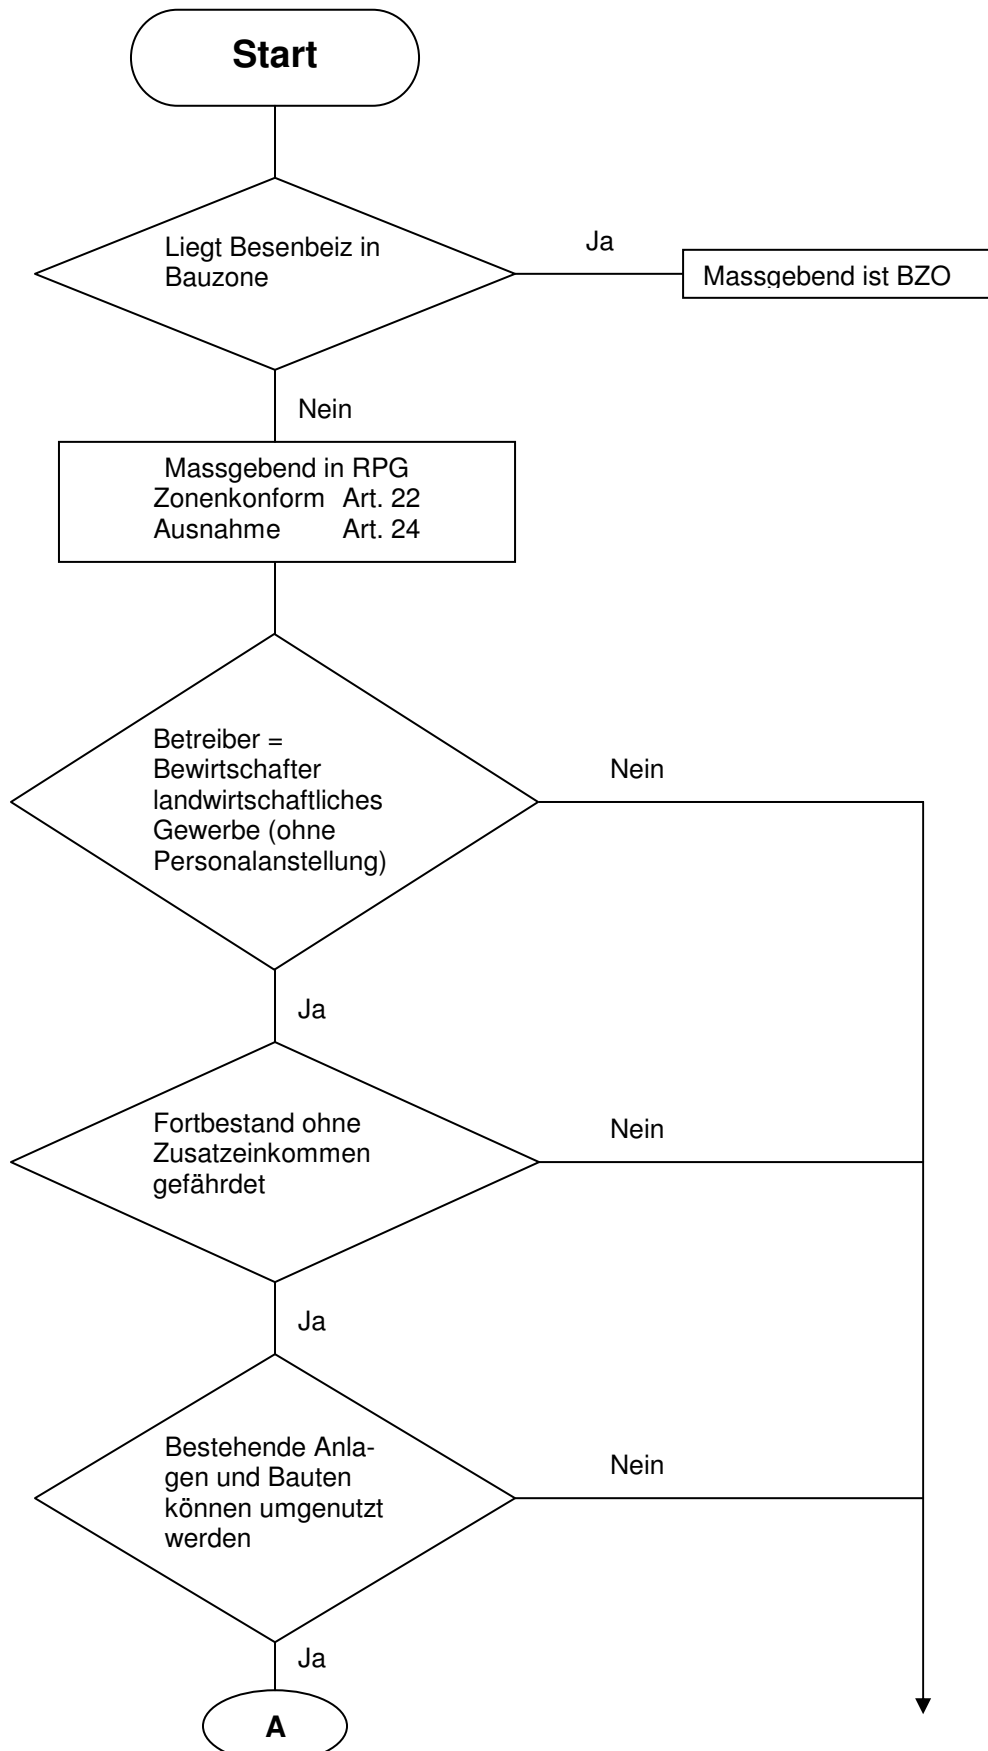 Start
Liegt Besenbeiz in
Bauzone
Ja
Massgebend ist BZO
Nein
Massgebend in RPG
Zonenkonform Art. 22
Ausnahme Art. 24
Betreiber =
Bewirtschafter
landwirtschaftliches
Gewerbe (ohne
Personalanstellung)
Nein
Ja
Fortbestand ohne
Zusatzeinkommen
gefährdet
Nein
Ja
Bestehende Anla-
gen und Bauten
können umgenutzt
werden
Nein
Ja
A